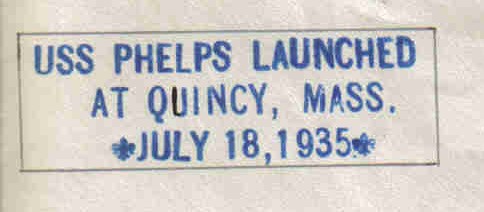 USS PHELPS LAUNCHED
AT QUINCY, MASS.
JULY 18, 1935